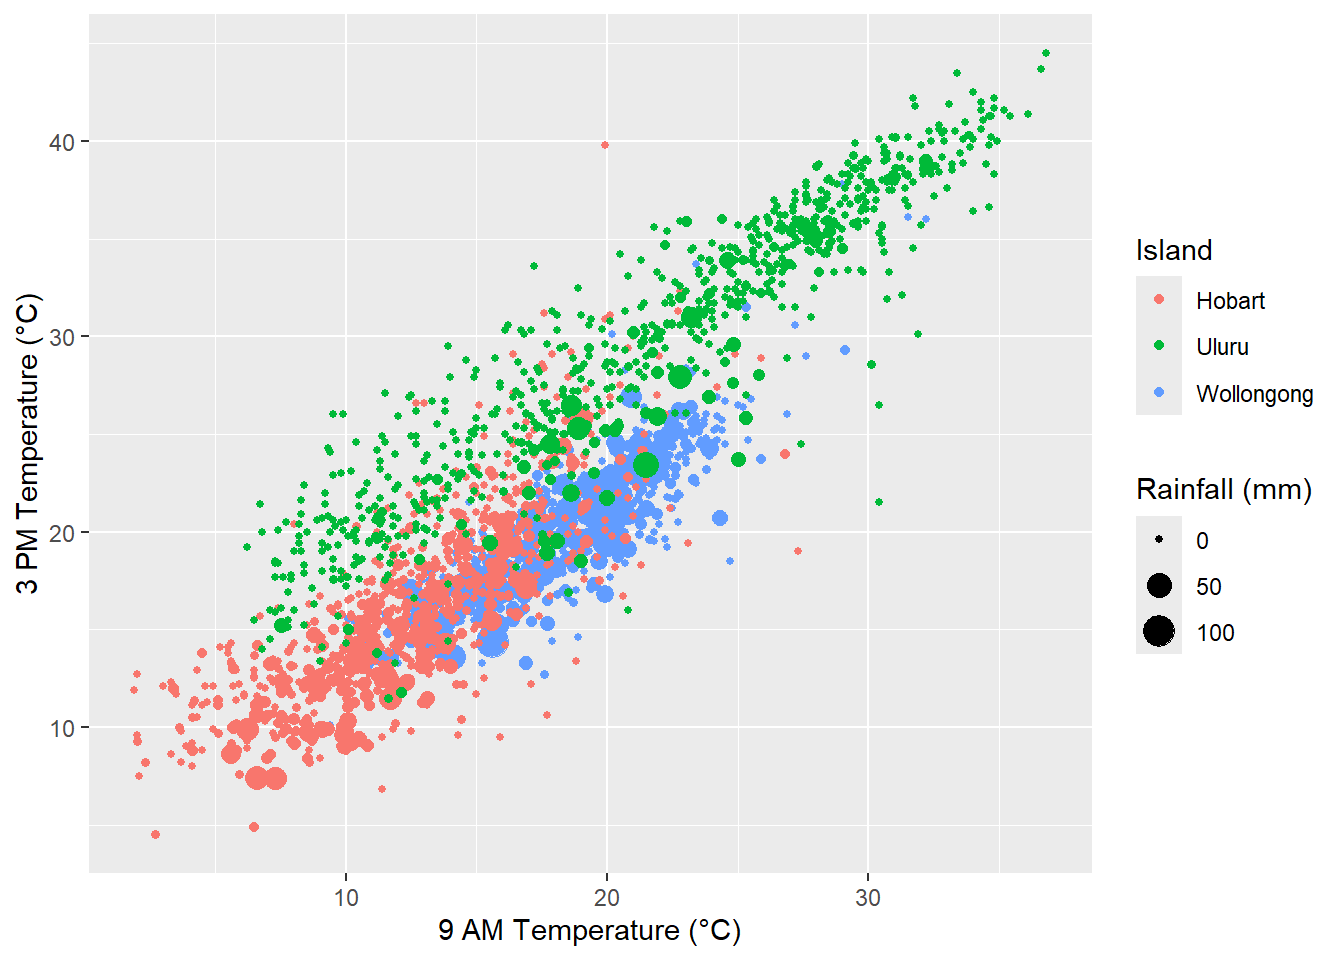 40
30
20
10
3 PM Temperature (°C)
10
20
30
9 AM Temperature (°C)
Island
Hobart
Uluru
Wollongong
Rainfall (mm)
0
50
100